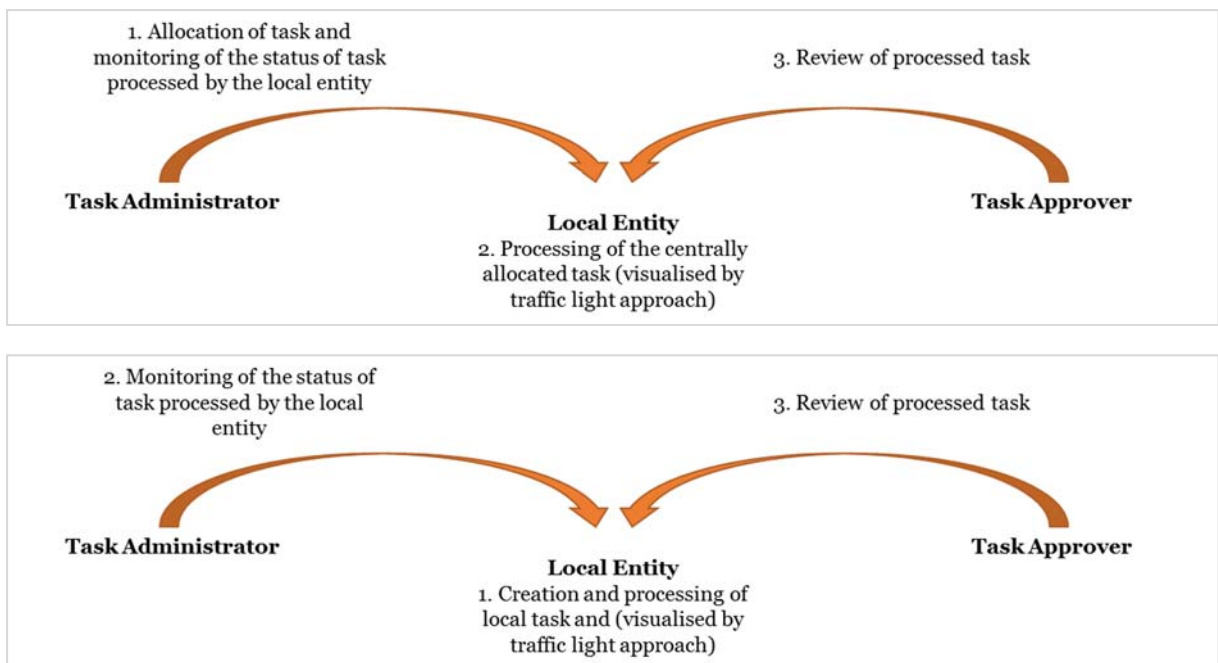 1. Allocation of task and
monitoring of the status of task
processed by the local entity
3. Review of processed task
Task Administrator
Task Approver
Local Entity
2. Processing of the centrally
allocated task (visualised by
traffic light approach)
2. Monitoring of the status of
task processed by the local
entity
3. Review of processed task
Task Administrator
Task Approver
Local Entity
1. Creation and processing of
local task and (visualised by
traffic light approach)